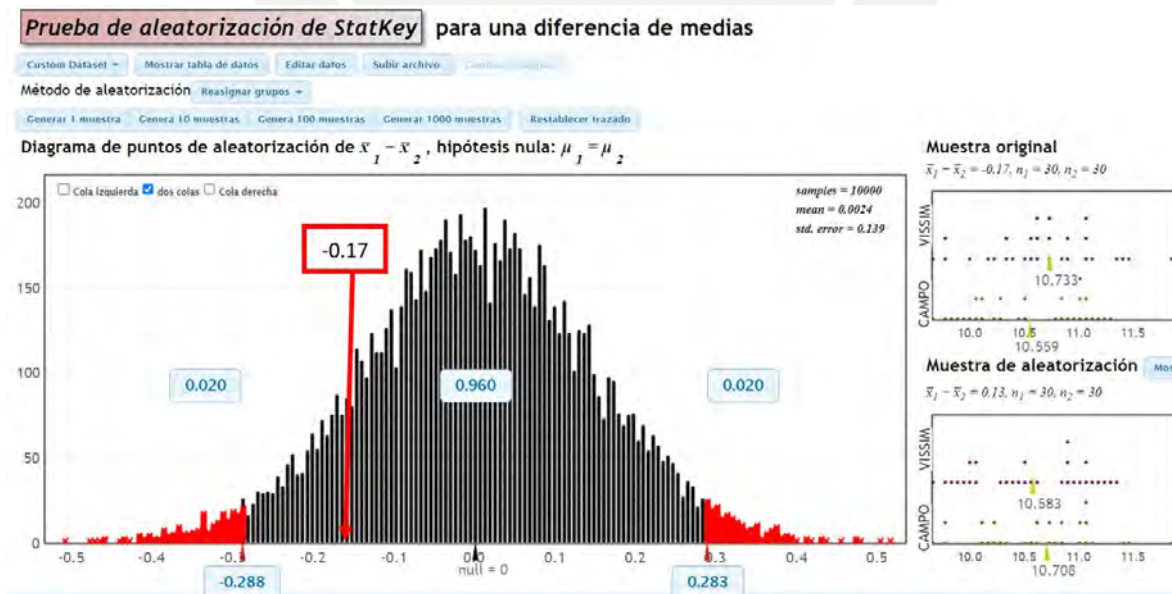 Prueba de aleatorización de StatKey para una diferencia de medias
Custom Dataset Mostrar tabla de datos Editar datos Subir archivo
Método de aleatorización Reasignar grupos
Generar 1 muestra Genera 10 muestras Genera 100 muestras Generar 1000 muestras Restablecer trazado
Diagrama de puntos de aleatorización de x̄1 − x̄2 , hipótesis nula: μ1 = μ2
Cola izquierda dos colas Cola derecha
samples = 10000
mean = 0.0024
std. error = 0.139
200
150
100
50
0
-0.17
0.020
0.960
0.020
-0.5 -0.4 -0.3 -0.2 -0.1 0.0 0.1 0.2 0.3 0.4 0.5
null = 0
-0.288
0.283
Muestra original
x̄1 − x̄2 = -0.17, n1 = 30, n2 = 30
VISSIM
10.733
CAMPO
10.0 10.5 11.0 11.5
10.559
Muestra de aleatorización Mos
x̄1 − x̄2 = 0.13, n1 = 30, n2 = 30
VISSIM
10.583
CAMPO
10.0 10.5 11.0 11.5
10.708